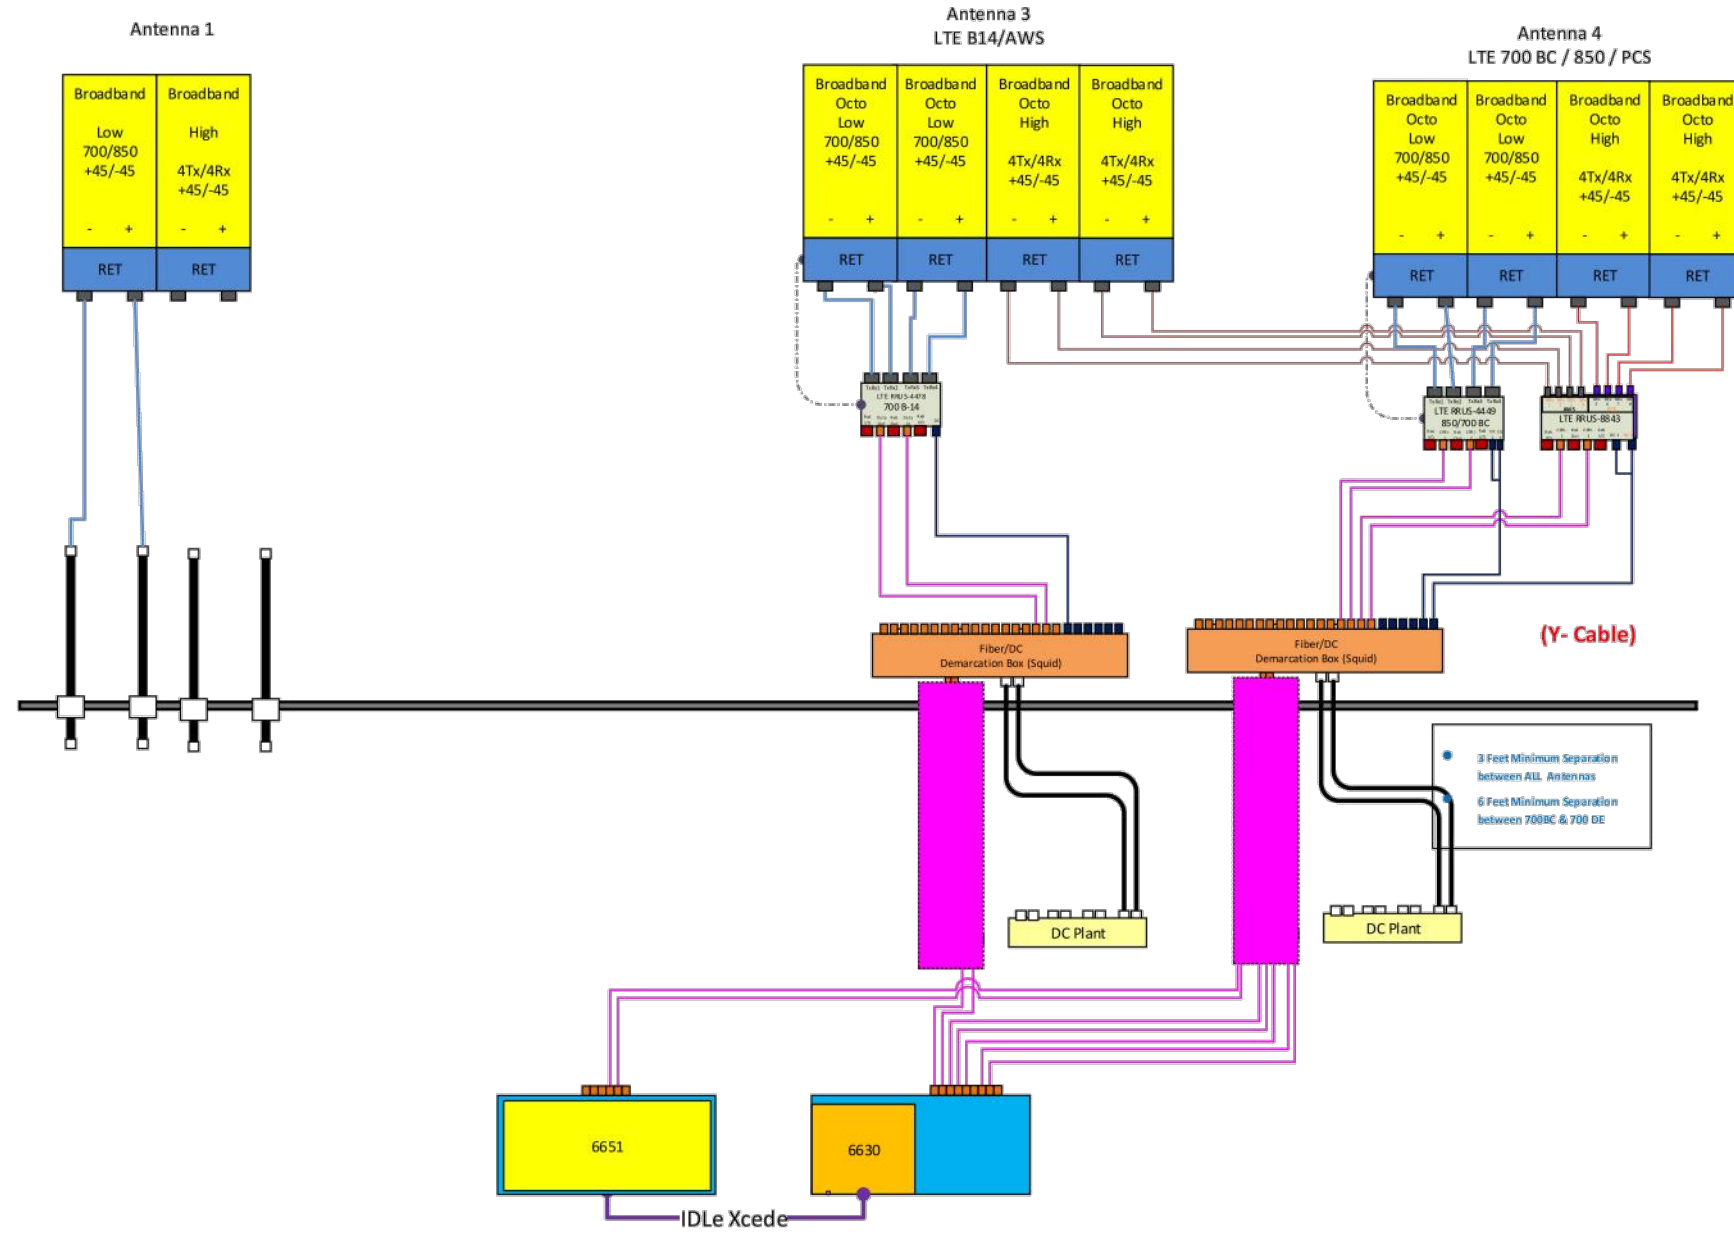 Antenna 1
Antenna 3
LTE B14/AWS
Antenna 4
LTE 700 BC / 850 / PCS
Broadband
Low
700/850
+45/-45
- +
RET
Broadband
High
4Tx/4Rx
+45/-45
- +
RET
Broadband
Octo
Low
700/850
+45/-45
- +
RET
Broadband
Octo
Low
700/850
+45/-45
- +
RET
Broadband
Octo
High
4Tx/4Rx
+45/-45
- +
RET
Broadband
Octo
High
4Tx/4Rx
+45/-45
- +
RET
Broadband
Octo
Low
700/850
+45/-45
- +
RET
Broadband
Octo
Low
700/850
+45/-45
- +
RET
Broadband
Octo
High
4Tx/4Rx
+45/-45
- +
RET
Broadband
Octo
High
4Tx/4Rx
+45/-45
- +
RET
LTE RRUS-4478
700 B-14
LTE RRUS-4449
850/700 BC
AWS
LTE RRUS-8843
Fiber/DC
Demarcation Box (Squid)
Fiber/DC
Demarcation Box (Squid)
(Y- Cable)
3 Feet Minimum Separation
between ALL Antennas
6 Feet Minimum Separation
between 700BC & 700 DE
DC Plant
DC Plant
6651
6630
IDLe Xcede